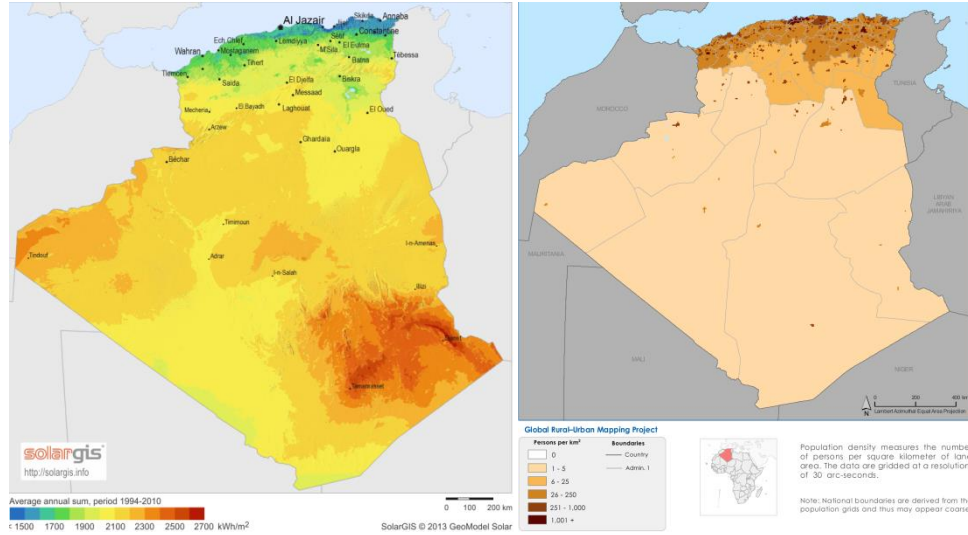 Al Jazair
Skikda
Annaba
Ech Chlef
Constantine
Wahran
Mostaganem
Lemdiyya
Setif
El Eulma
M'Sila
Tihert
Batna
Tebessa
Tlemcen
Saida
El Djelfa
Biskra
Messaad
Mecheria
El Bayadh
Laghouat
El Oued
Arzew
Ghardaia
Ouargla
Béchar
Timimoun
I-n-Amenas
Tindouf
Adrar
I-n-Salah
Illizi
Djanet
Tamanrasset
solargis
http://solargis.info
Average annual sum, period 1994-2010
0 100 200 km
< 1500 1700 1900 2100 2300 2500 2700 kWh/m²
SolarGIS © 2013 GeoModel Solar
MOROCCO
TUNISIA
LIBYAN
ARAB
JAMAHIRIYA
MAURITANIA
MALI
NIGER
N
0 200 400 km
Lambert Azimuthal Equal Area Projection
Global Rural-Urban Mapping Project
Persons per km²
0
1 - 5
6 - 25
26 - 250
251 - 1,000
1,001 +
Boundaries
Country
Admin. 1
Population density measures the number
of persons per square kilometer of land
area. The data are gridded at a resolution
of 30 arc-seconds.
Note: National boundaries are derived from the
population grids and thus may appear coarse.